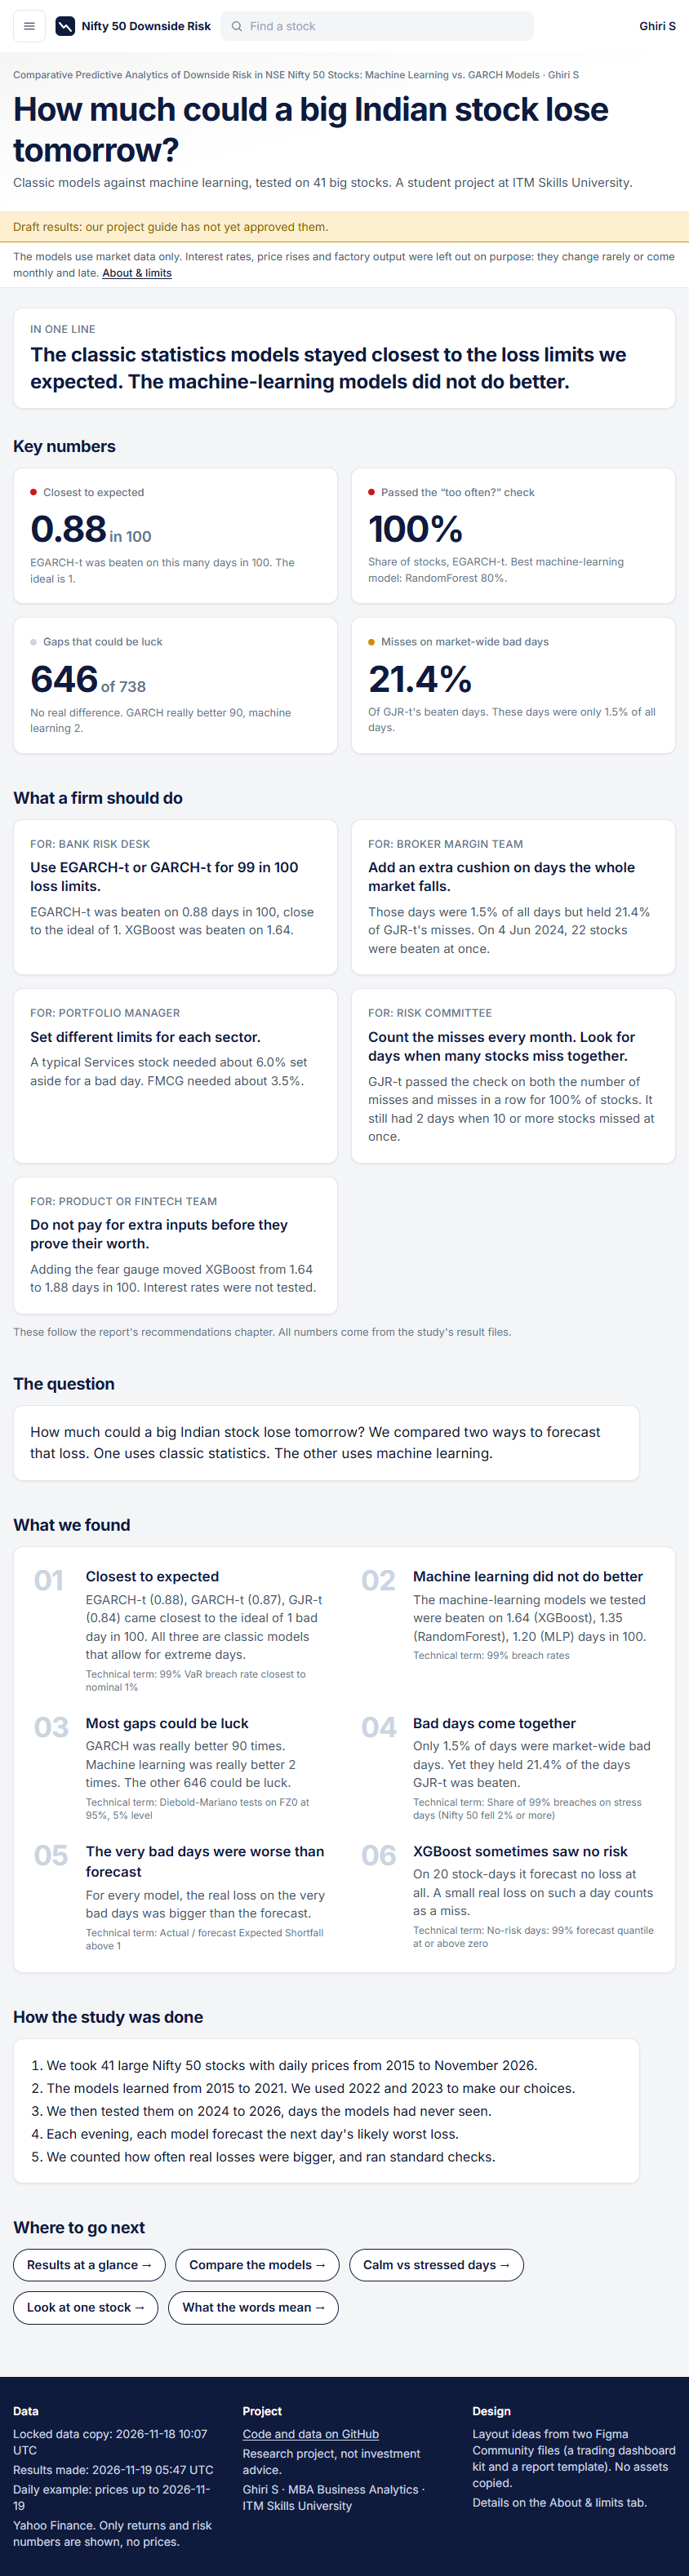 Nifty 50 Downside Risk
Find a stock
Ghiri S
Comparative Predictive Analytics of Downside Risk in NSE Nifty 50 Stocks: Machine Learning vs. GARCH Models · Ghiri S
How much could a big Indian stock lose
tomorrow?
Classic models against machine learning, tested on 41 big stocks. A student project at ITM Skills University.
Draft results: our project guide has not yet approved them.
The models use market data only. Interest rates, price rises and factory output were left out on purpose: they change rarely or come
monthly and late. About & limits
IN ONE LINE
The classic statistics models stayed closest to the loss limits we
expected. The machine-learning models did not do better.
Key numbers
Closest to expected
0.88 in 100
EGARCH-t was beaten on this many days in 100. The
ideal is 1.
Passed the “too often?” check
100%
Share of stocks, EGARCH-t. Best machine-learning
model: RandomForest 80%.
Gaps that could be luck
646 of 738
No real difference. GARCH really better 90, machine
learning 2.
Misses on market-wide bad days
21.4%
Of GJR-t's beaten days. These days were only 1.5% of all
days.
What a firm should do
FOR: BANK RISK DESK
Use EGARCH-t or GARCH-t for 99 in 100
loss limits.
EGARCH-t was beaten on 0.88 days in 100, close
to the ideal of 1. XGBoost was beaten on 1.64.
FOR: BROKER MARGIN TEAM
Add an extra cushion on days the whole
market falls.
Those days were 1.5% of all days but held 21.4%
of GJR-t's misses. On 4 Jun 2024, 22 stocks
were beaten at once.
FOR: PORTFOLIO MANAGER
Set different limits for each sector.
A typical Services stock needed about 6.0% set
aside for a bad day. FMCG needed about 3.5%.
FOR: RISK COMMITTEE
Count the misses every month. Look for
days when many stocks miss together.
GJR-t passed the check on both the number of
misses and misses in a row for 100% of stocks. It
still had 2 days when 10 or more stocks missed at
once.
FOR: PRODUCT OR FINTECH TEAM
Do not pay for extra inputs before they
prove their worth.
Adding the fear gauge moved XGBoost from 1.64
to 1.88 days in 100. Interest rates were not tested.
These follow the report's recommendations chapter. All numbers come from the study's result files.
The question
How much could a big Indian stock lose tomorrow? We compared two ways to forecast
that loss. One uses classic statistics. The other uses machine learning.
What we found
01
Closest to expected
EGARCH-t (0.88), GARCH-t (0.87), GJR-t
(0.84) came closest to the ideal of 1 bad
day in 100. All three are classic models
that allow for extreme days.
Technical term: 99% VaR breach rate closest to
nominal 1%
02
Machine learning did not do better
The machine-learning models we tested
were beaten on 1.64 (XGBoost), 1.35
(RandomForest), 1.20 (MLP) days in 100.
Technical term: 99% breach rates
03
Most gaps could be luck
GARCH was really better 90 times.
Machine learning was really better 2
times. The other 646 could be luck.
Technical term: Diebold-Mariano tests on FZ0 at
95%, 5% level
04
Bad days come together
Only 1.5% of days were market-wide bad
days. Yet they held 21.4% of the days
GJR-t was beaten.
Technical term: Share of 99% breaches on stress
days (Nifty 50 fell 2% or more)
05
The very bad days were worse than
forecast
For every model, the real loss on the very
bad days was bigger than the forecast.
Technical term: Actual / forecast Expected Shortfall
above 1
06
XGBoost sometimes saw no risk
On 20 stock-days it forecast no loss at
all. A small real loss on such a day counts
as a miss.
Technical term: No-risk days: 99% forecast quantile
at or above zero
How the study was done
1. We took 41 large Nifty 50 stocks with daily prices from 2015 to November 2026.
2. The models learned from 2015 to 2021. We used 2022 and 2023 to make our choices.
3. We then tested them on 2024 to 2026, days the models had never seen.
4. Each evening, each model forecast the next day's likely worst loss.
5. We counted how often real losses were bigger, and ran standard checks.
Where to go next
Results at a glance →
Compare the models →
Calm vs stressed days →
Look at one stock →
What the words mean →
Data
Locked data copy: 2026-11-18 10:07
UTC
Results made: 2026-11-19 05:47 UTC
Daily example: prices up to 2026-11-
19
Yahoo Finance. Only returns and risk
numbers are shown, no prices.
Project
Code and data on GitHub
Research project, not investment
advice.
Ghiri S · MBA Business Analytics ·
ITM Skills University
Design
Layout ideas from two Figma
Community files (a trading dashboard
kit and a report template). No assets
copied.
Details on the About & limits tab.